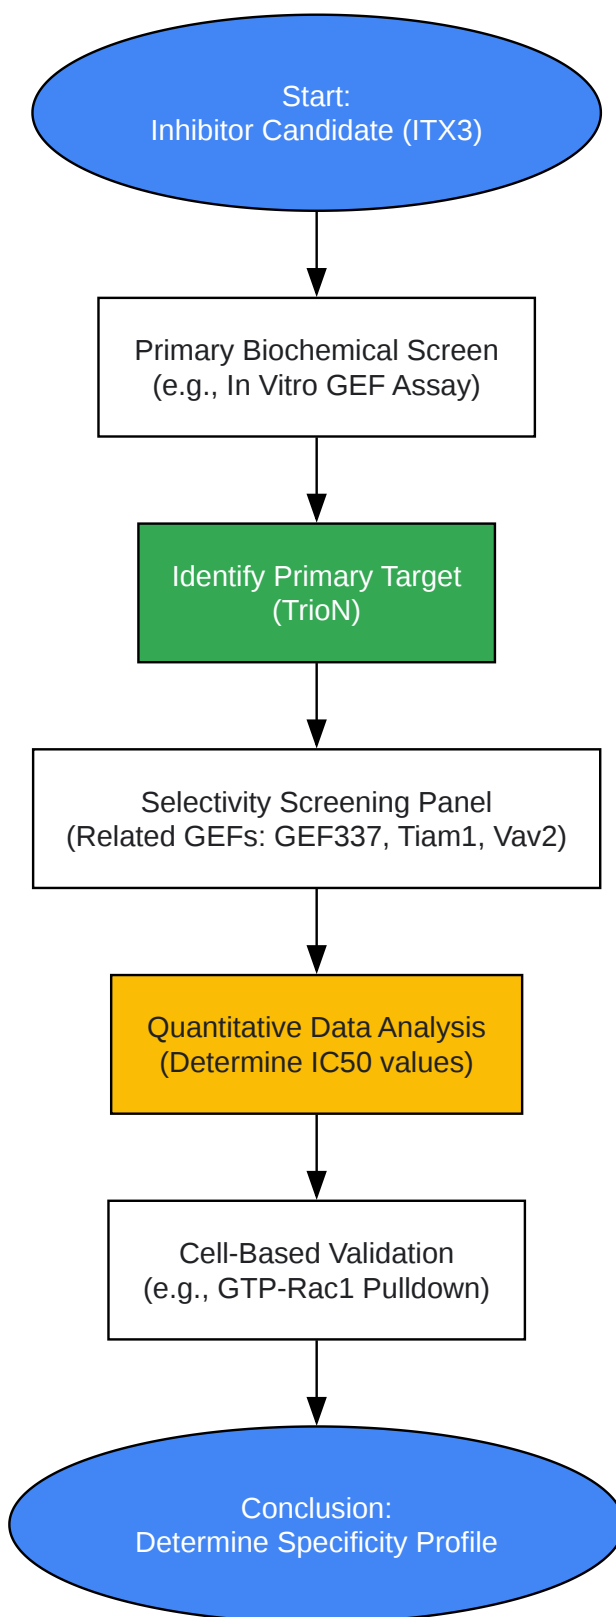 Start:
Inhibitor Candidate (ITX3)
Primary Biochemical Screen
(e.g., In Vitro GEF Assay)
Identify Primary Target
(TrioN)
Selectivity Screening Panel
(Related GEFs: GEF337, Tiam1, Vav2)
Quantitative Data Analysis
(Determine IC50 values)
Cell-Based Validation
(e.g., GTP-Rac1 Pulldown)
Conclusion:
Determine Specificity Profile